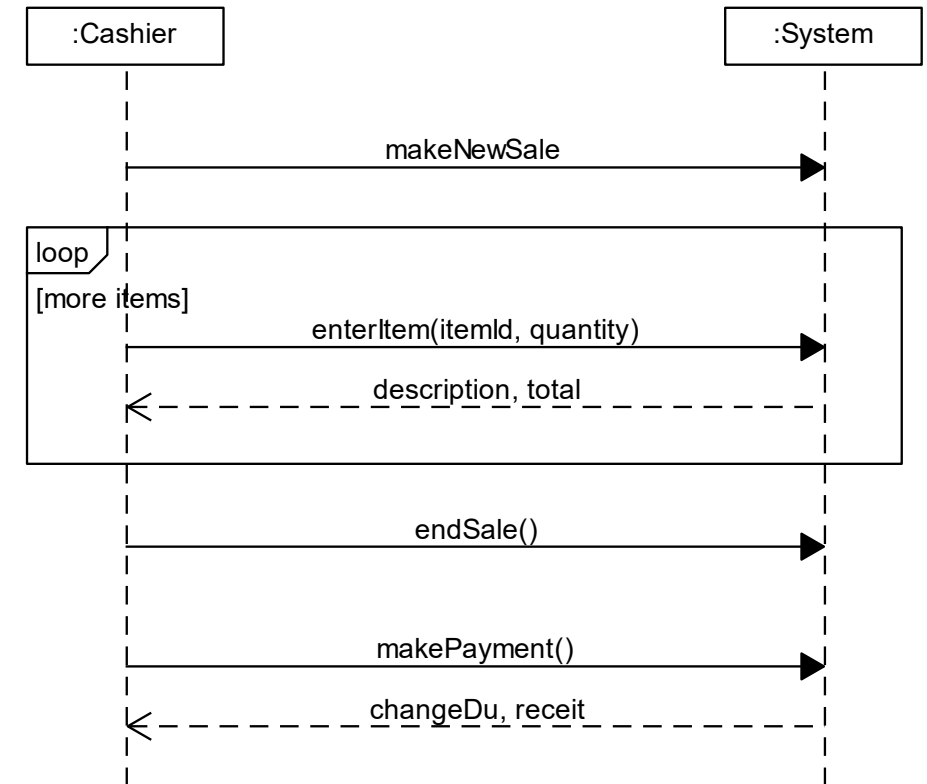 :Cashier
:System
makeNewSale
loop
[more items]
enterItem(itemId, quantity)
description, total
endSale()
makePayment()
changeDu, receit